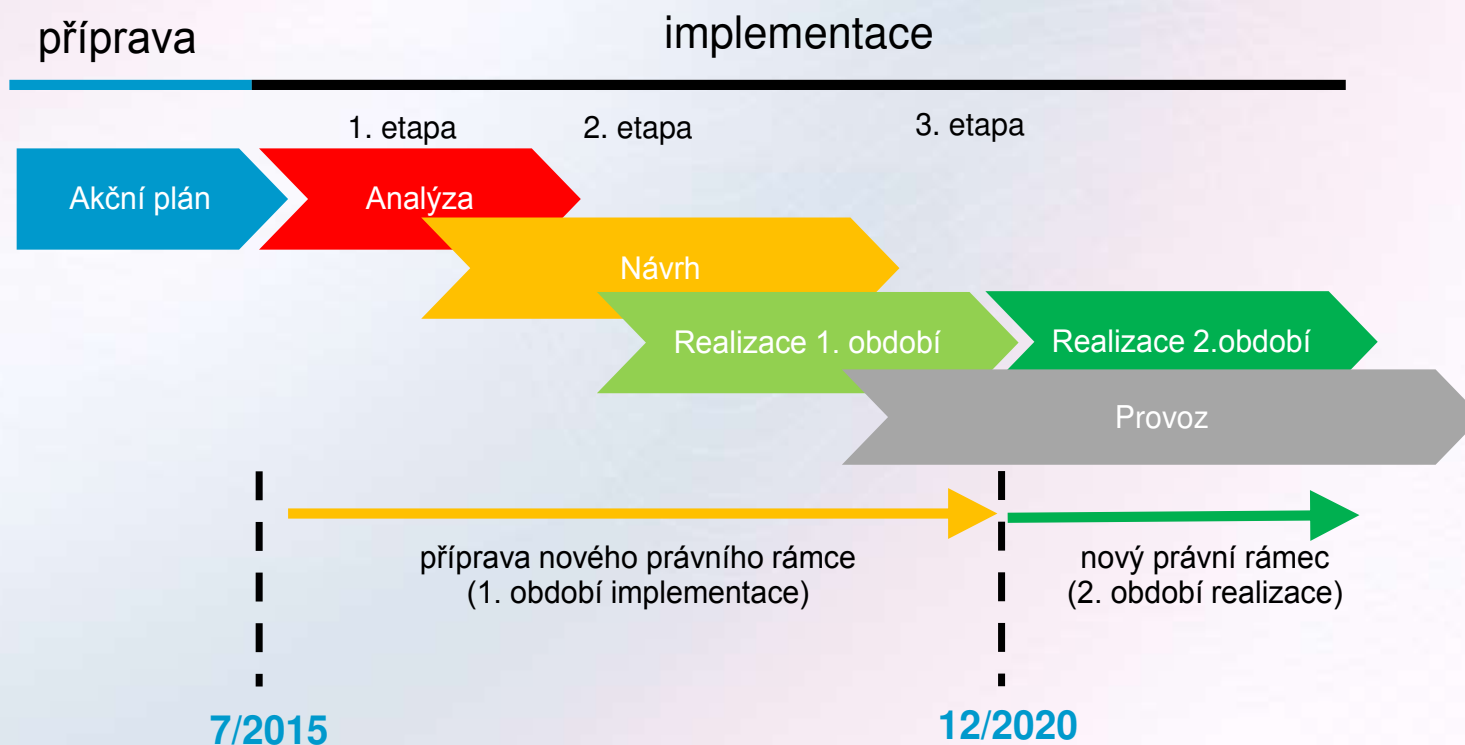 příprava
implementace
1. etapa
2. etapa
3. etapa
Akční plán
Analýza
Návrh
Realizace 1. období
Realizace 2.období
Provoz
příprava nového právního rámce
(1. období implementace)
nový právní rámec
(2. období realizace)
7/2015
12/2020